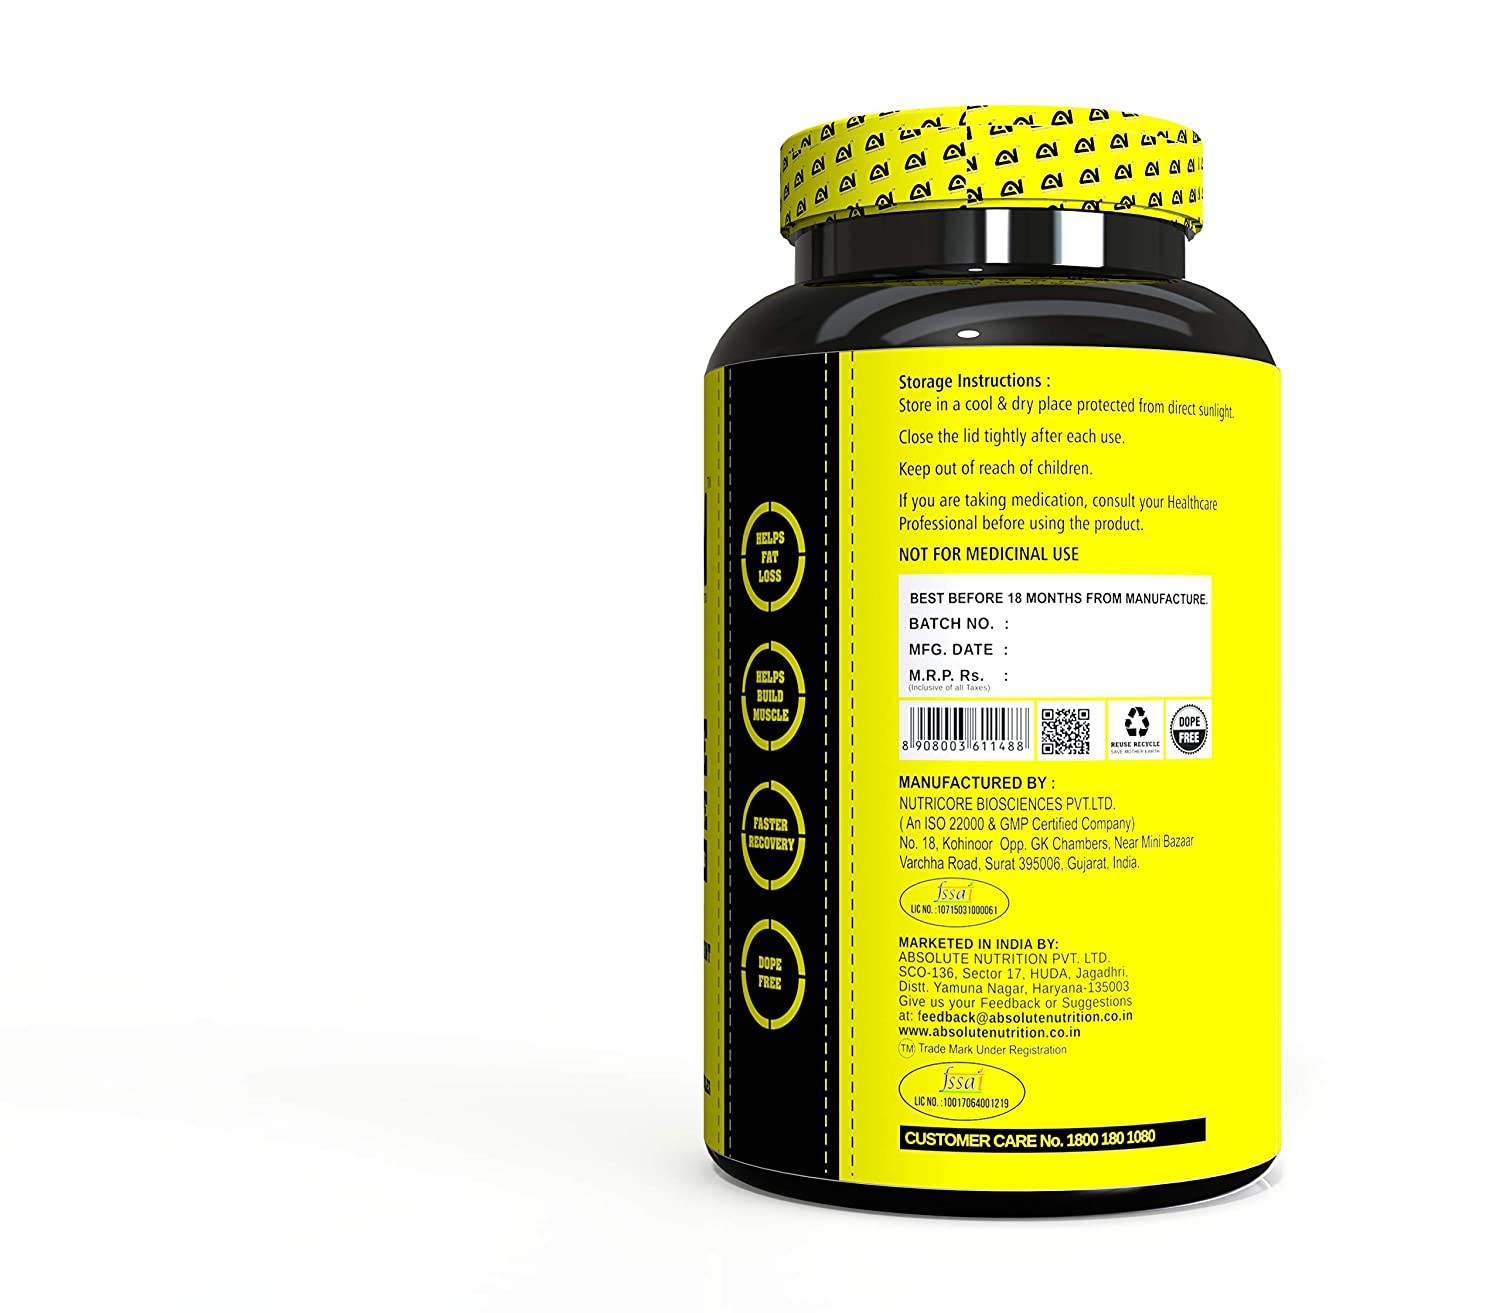 HELPS
FAT
LOSS
HELPS
BUILD
MUSCLE
FASTER
RECOVERY
DOPE
FREE
Storage Instructions :
Store in a cool & dry place protected from direct sunlight.
Close the lid tightly after each use.
Keep out of reach of children.
If you are taking medication, consult your Healthcare
Professional before using the product.
NOT FOR MEDICINAL USE
BEST BEFORE 18 MONTHS FROM MANUFACTURE.
BATCH NO. :
MFG. DATE :
M.R.P. Rs. :
(Inclusive of all Taxes)
8 908003 611488
REUSE RECYCLE
SAVE MOTHER EARTH
DOPE
FREE
MANUFACTURED BY :
NUTRICORE BIOSCIENCES PVT.LTD.
( An ISO 22000 & GMP Certified Company)
No. 18, Kohinoor Opp. GK Chambers, Near Mini Bazaar
Varchha Road, Surat 395006, Gujarat, India.
fssai
LIC NO. :10715031000061
MARKETED IN INDIA BY:
ABSOLUTE NUTRITION PVT. LTD.
SCO-136, Sector 17, HUDA, Jagadhri.
Distt. Yamuna Nagar, Haryana-135003
Give us your Feedback or Suggestions
at: feedback@absolutenutrition.co.in
www.absolutenutrition.co.in
TM Trade Mark Under Registration
fssai
LIC NO. :10017064001219
CUSTOMER CARE No. 1800 180 1080